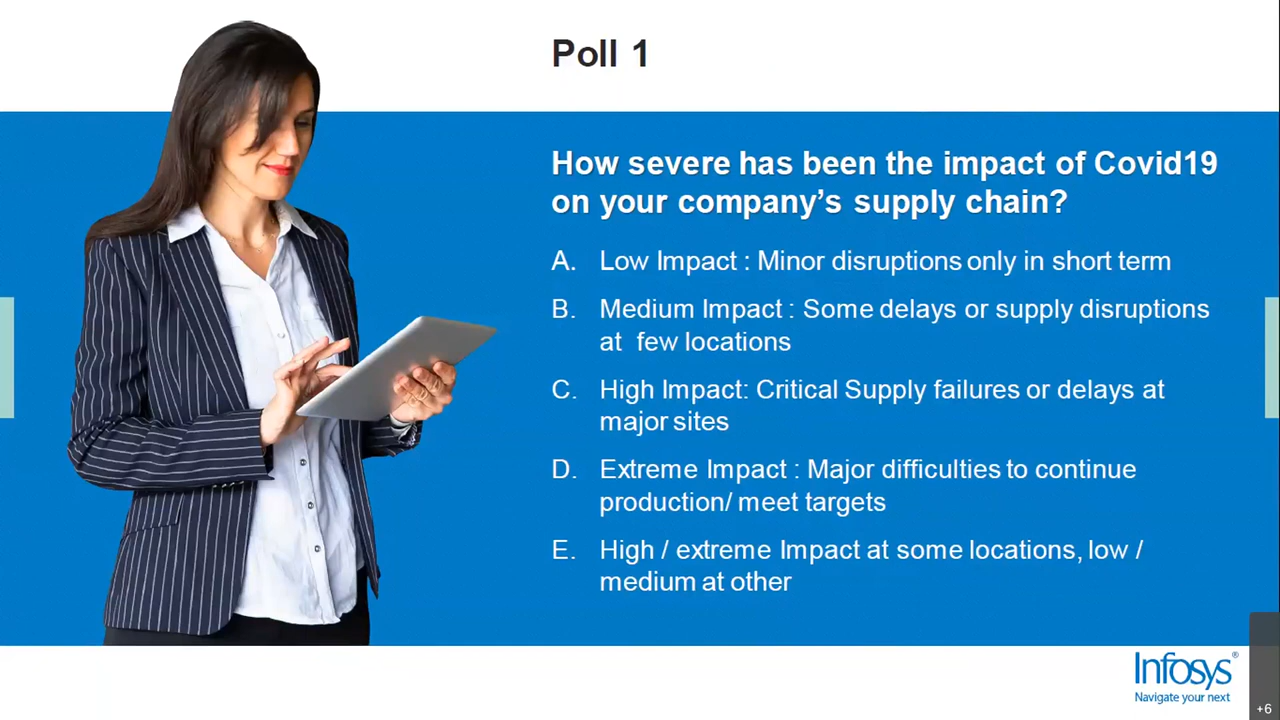 Poll 1
How severe has been the impact of Covid19
on your company’s supply chain?
A. Low Impact : Minor disruptions only in short term
B. Medium Impact : Some delays or supply disruptions
at few locations
C. High Impact: Critical Supply failures or delays at
major sites
D. Extreme Impact : Major difficulties to continue
production/ meet targets
E. High / extreme Impact at some locations, low /
medium at other
Infosys®
Navigate your next
+6